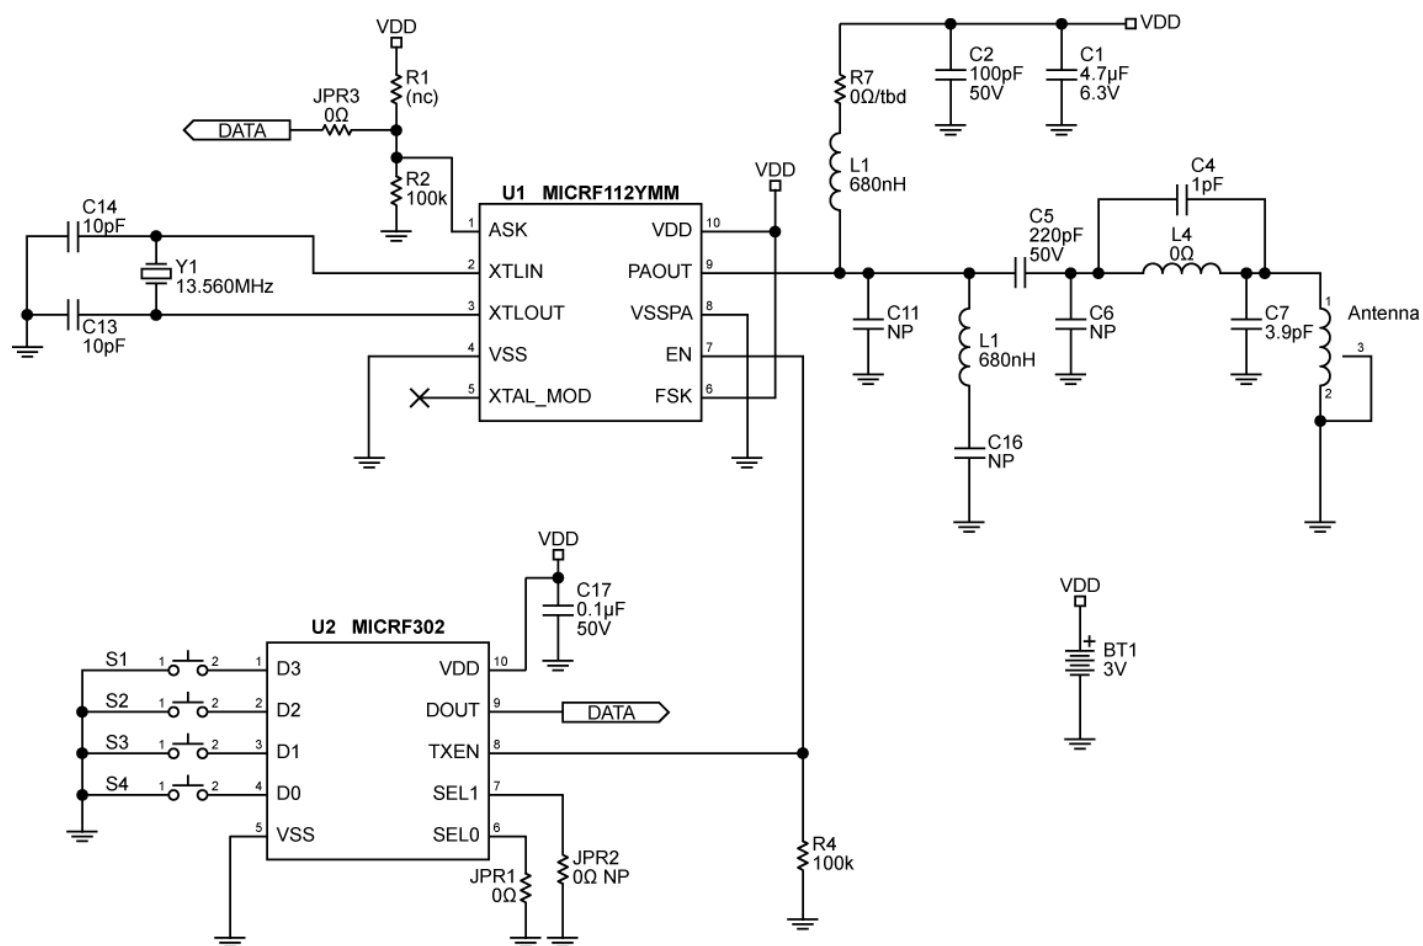 VDD
R1
(nc)
JPR3
0Ω
DATA
R2
100k
C14
10pF
Y1
13.560MHz
C13
10pF
U1 MICRF112YMM
1 ASK
2 XTLIN
3 XTLOUT
4 VSS
5 XTAL_MOD
VDD 10
PAOUT 9
VSSPA 8
EN 7
FSK 6
VDD
VDD
R7
0Ω/tbd
C2
100pF
50V
C1
4.7µF
6.3V
L1
680nH
C4
1pF
C5
220pF
50V
L4
0Ω
C11
NP
L1
680nH
C6
NP
C7
3.9pF
1
Antenna
3
2
C16
NP
VDD
C17
0.1µF
50V
U2 MICRF302
S1 1 2 1 D3
S2 1 2 2 D2
S3 1 2 3 D1
S4 1 2 4 D0
5 VSS
VDD 10
DOUT 9
DATA
TXEN 8
SEL1 7
SEL0 6
JPR1
0Ω
JPR2
0Ω NP
R4
100k
VDD
+
BT1
3V